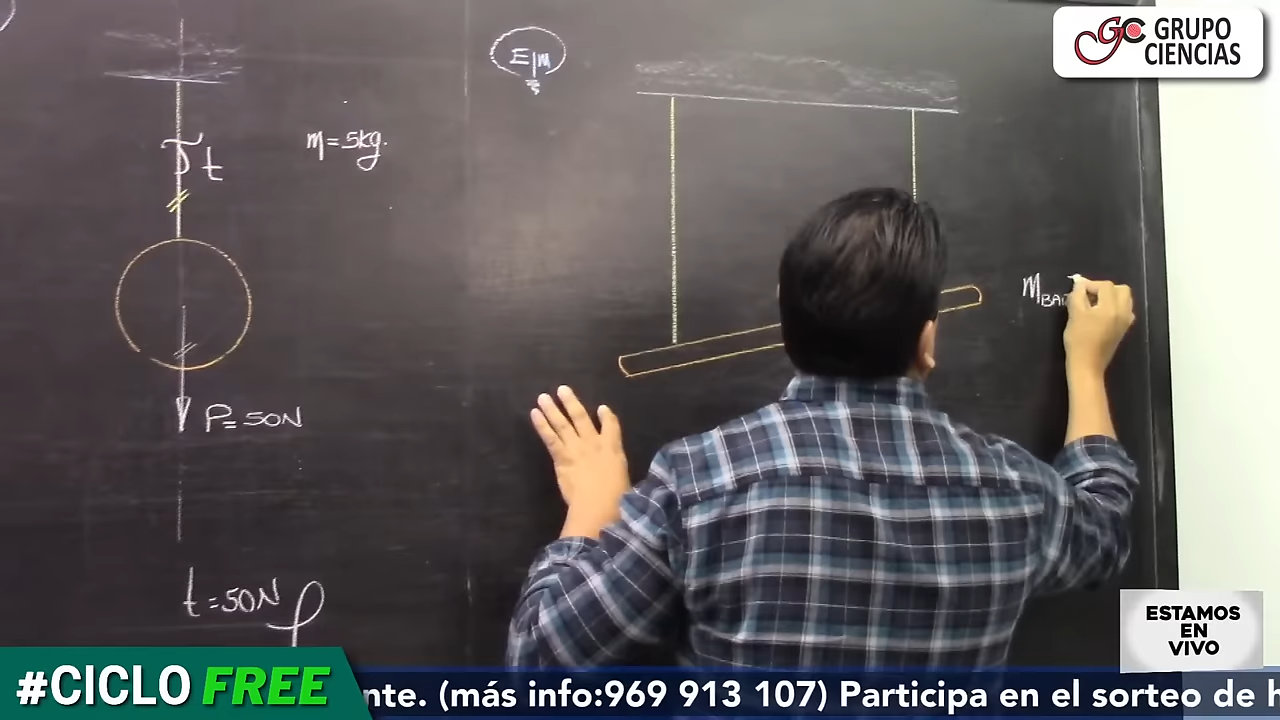 m = 5kg.
t
P = 50N
t = 50N
E/m
m
GRUPO
CIENCIAS
ESTAMOS
EN
VIVO
#CICLO FREE
nte. (más info:969 913 107) Participa en el sorteo de h